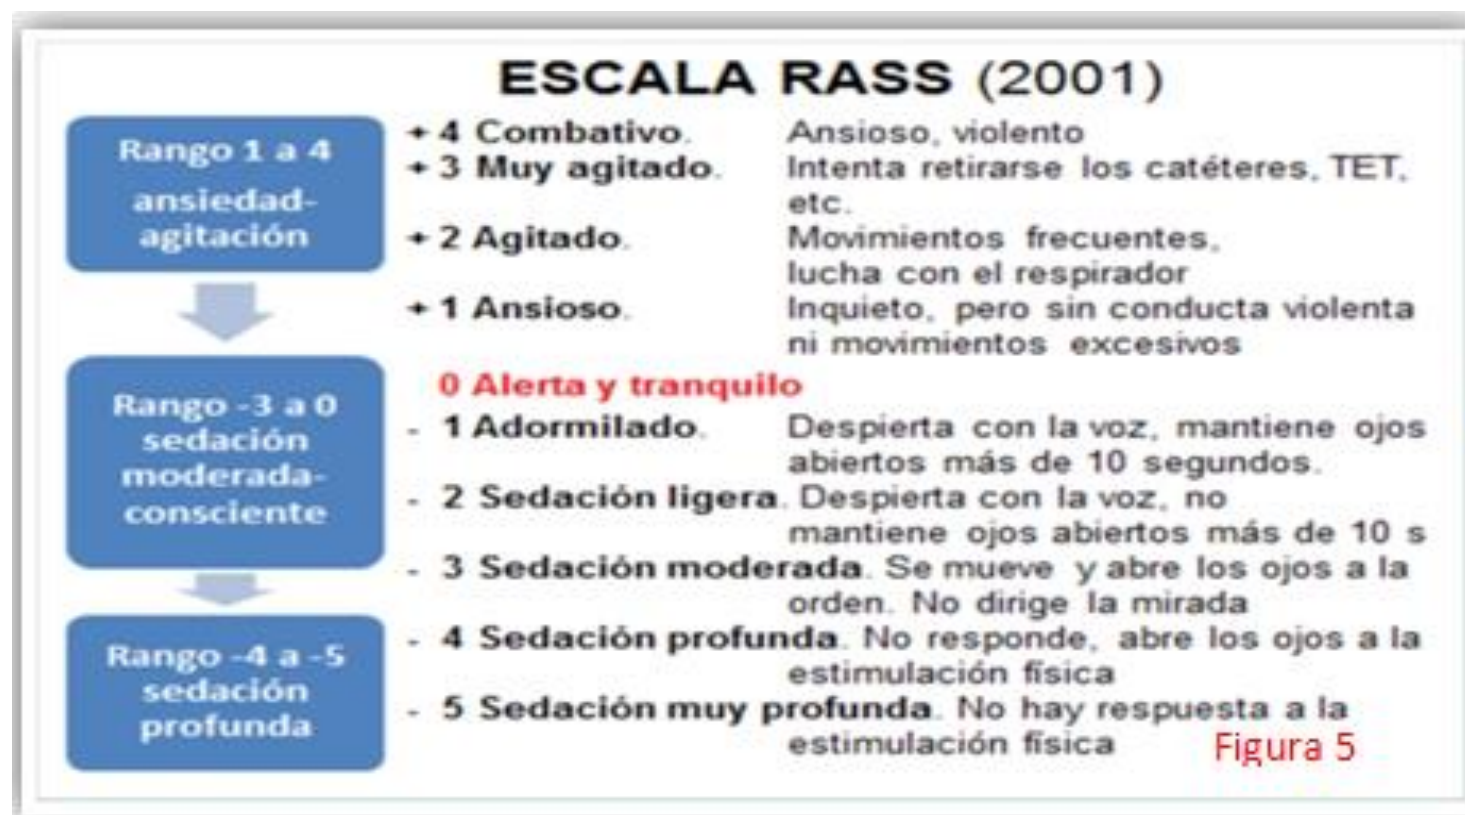 ESCALA RASS (2001)
Rango 1 a 4
ansiedad-
agitación
+ 4 Combativo. Ansioso, violento
+ 3 Muy agitado. Intenta retirarse los catéteres, TET,
etc.
+ 2 Agitado. Movimientos frecuentes,
lucha con el respirador
+ 1 Ansioso. Inquieto, pero sin conducta violenta
ni movimientos excesivos
Rango -3 a 0
sedación
moderada-
consciente
0 Alerta y tranquilo
- 1 Adormilado. Despierta con la voz, mantiene ojos
abiertos más de 10 segundos.
- 2 Sedación ligera. Despierta con la voz, no
mantiene ojos abiertos más de 10 s
- 3 Sedación moderada. Se mueve y abre los ojos a la
orden. No dirige la mirada
Rango -4 a -5
sedación
profunda
- 4 Sedación profunda. No responde, abre los ojos a la
estimulación física
- 5 Sedación muy profunda. No hay respuesta a la
estimulación física
Figura 5